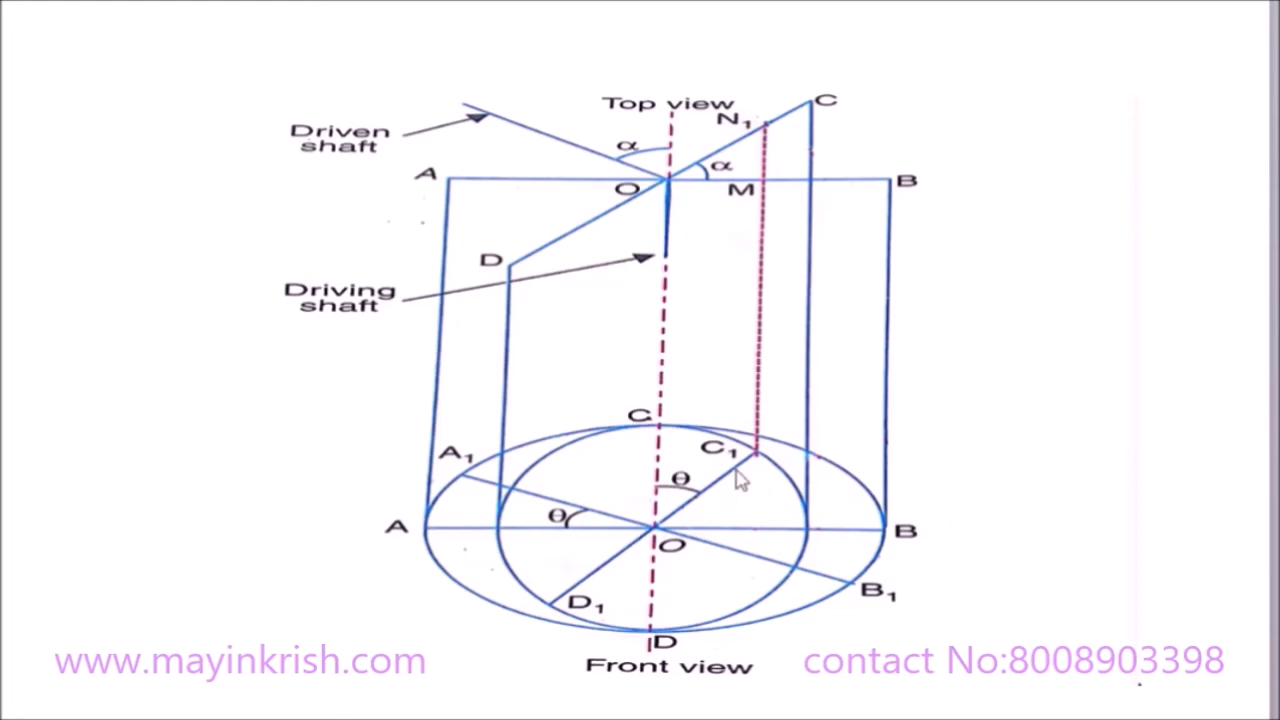 Top view
C
N1
Driven
shaft
α
α
A
O
M
B
D
Driving
shaft
C
A1
C1
θ
θ
A
O
B
B1
D1
D
Front view
www.mayinkrish.com
contact No:8008903398